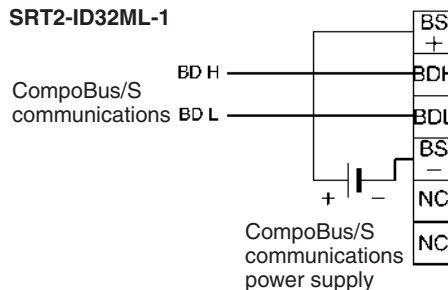 SRT2-ID32ML-1
BS
+
BD H
BDH
CompoBus/S
communications
BD L
BDL
BS
–
+ –
NC
CompoBus/S
communications
power supply
NC